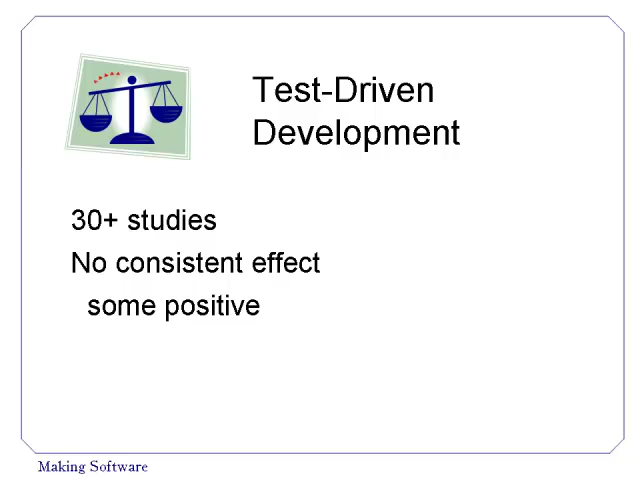 Test-Driven
Development
30+ studies
No consistent effect
some positive
Making Software